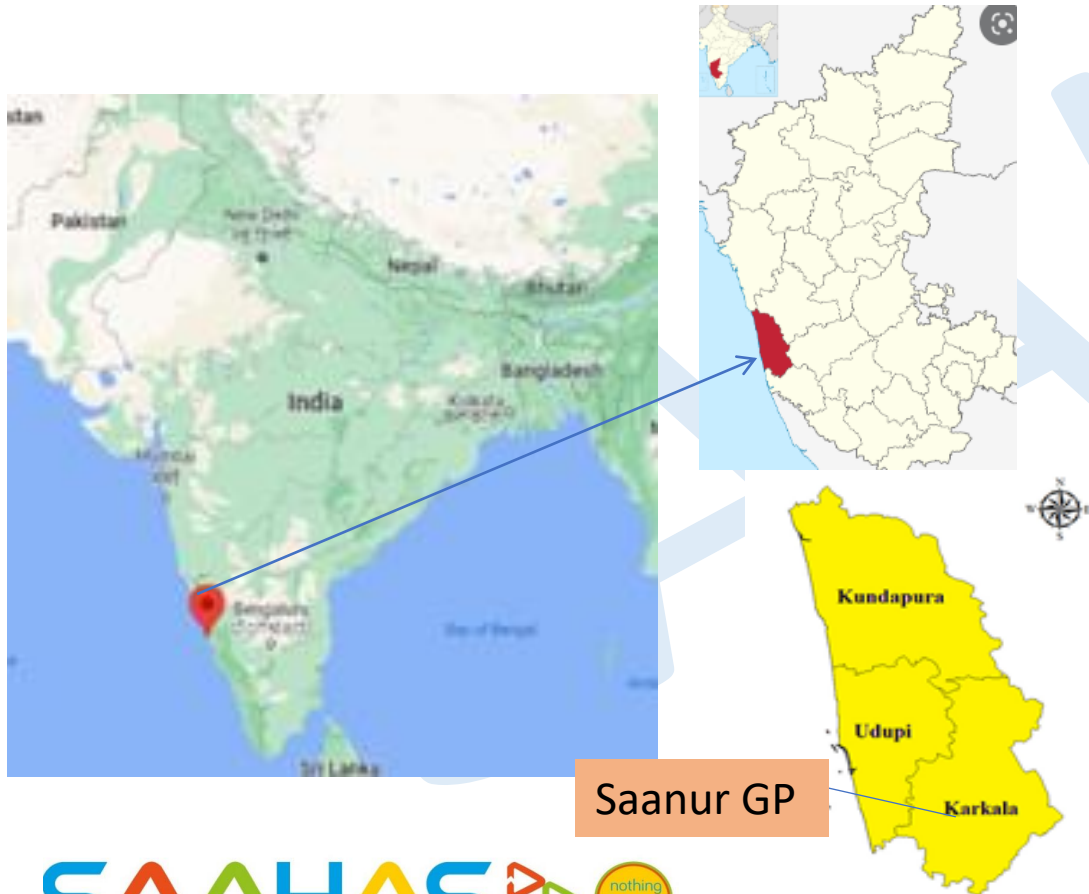 Pakistan
New Delhi
Nepal
Bhutan
Bangladesh
India
Kolkata
Mumbai
Bengaluru
Bay of Bengal
Sri Lanka
N
W
E
S
Kundapura
Udupi
Karkala
Saanur GP
SAAHAS
nothing